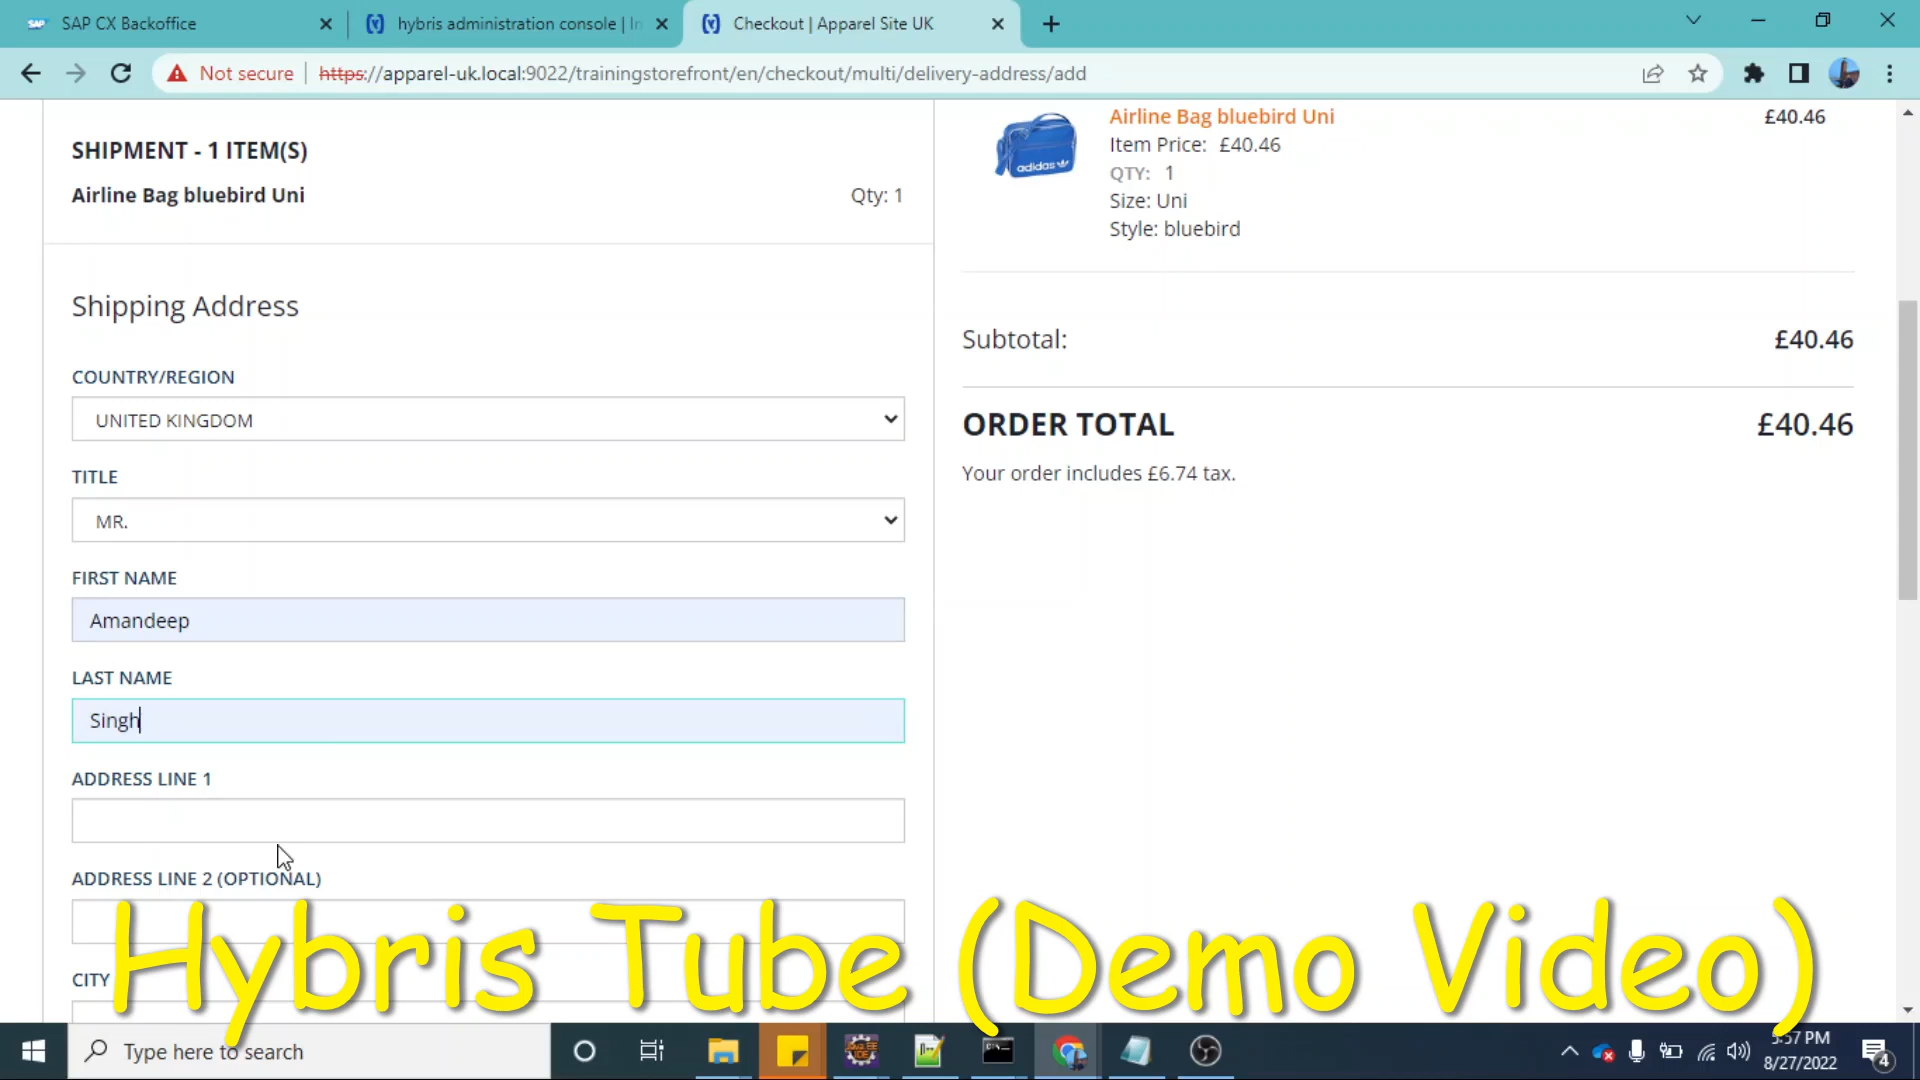 SAP CX Backoffice
hybris administration console | In
Checkout | Apparel Site UK
Not secure
https://apparel-uk.local:9022/trainingstorefront/en/checkout/multi/delivery-address/add
SHIPMENT - 1 ITEM(S)
Airline Bag bluebird Uni
Qty: 1
Shipping Address
COUNTRY/REGION
UNITED KINGDOM
TITLE
MR.
FIRST NAME
Amandeep
LAST NAME
Singh
ADDRESS LINE 1
ADDRESS LINE 2 (OPTIONAL)
CITY
adidas
Airline Bag bluebird Uni
£40.46
Item Price: £40.46
QTY: 1
Size: Uni
Style: bluebird
Subtotal:
£40.46
ORDER TOTAL
£40.46
Your order includes £6.74 tax.
Hybris Tube (Demo Video)
Type here to search
5:57 PM
8/27/2022
4